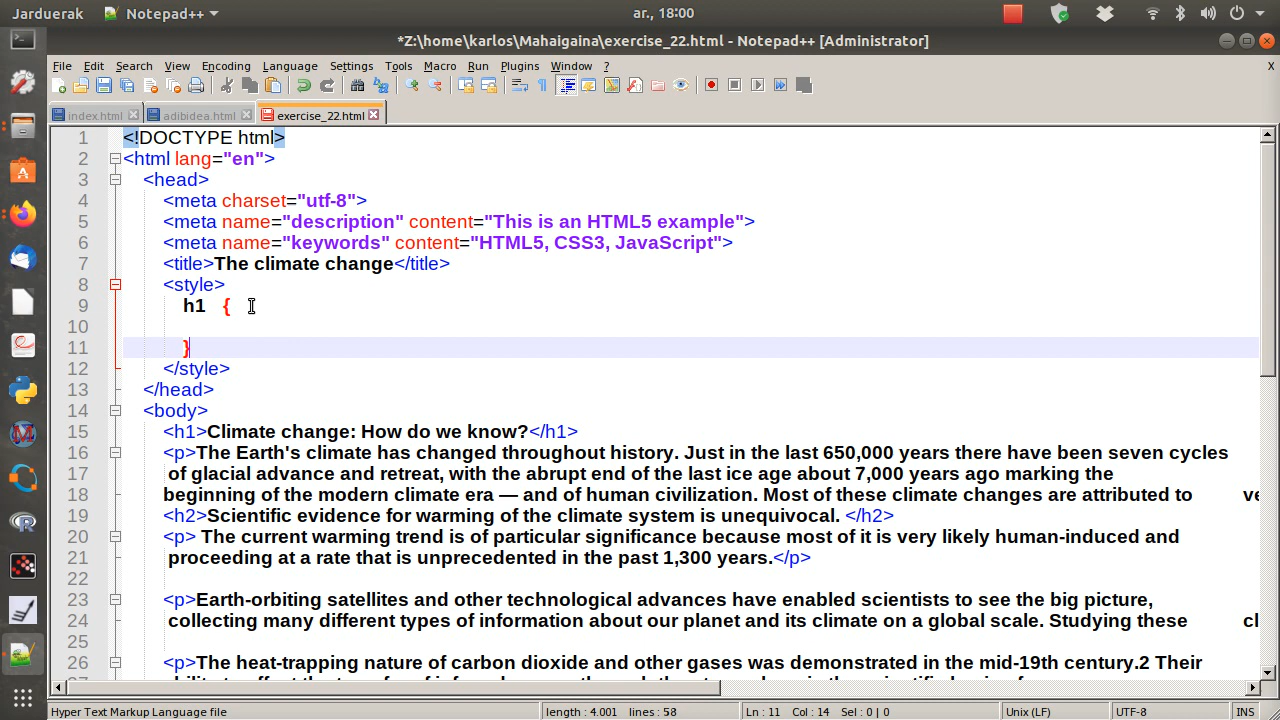 Jarduerak
Notepad++
ar., 18:00
*Z:\home\karlos\Mahaigaina\exercise_22.html - Notepad++ [Administrator]
File Edit Search View Encoding Language Settings Tools Macro Run Plugins Window ? X
index.html adibidea.html exercise_22.html
1 <!DOCTYPE html>
2 <html lang="en">
3 <head>
4 <meta charset="utf-8">
5 <meta name="description" content="This is an HTML5 example">
6 <meta name="keywords" content="HTML5, CSS3, JavaScript">
7 <title>The climate change</title>
8 <style>
9 h1 {
10
11 }
12 </style>
13 </head>
14 <body>
15 <h1>Climate change: How do we know?</h1>
16 <p>The Earth's climate has changed throughout history. Just in the last 650,000 years there have been seven cycles
17 of glacial advance and retreat, with the abrupt end of the last ice age about 7,000 years ago marking the
18 beginning of the modern climate era — and of human civilization. Most of these climate changes are attributed to
19 <h2>Scientific evidence for warming of the climate system is unequivocal. </h2>
20 <p> The current warming trend is of particular significance because most of it is very likely human-induced and
21 proceeding at a rate that is unprecedented in the past 1,300 years.</p>
22
23 <p>Earth-orbiting satellites and other technological advances have enabled scientists to see the big picture,
24 collecting many different types of information about our planet and its climate on a global scale. Studying these
25
26 <p>The heat-trapping nature of carbon dioxide and other gases was demonstrated in the mid-19th century.2 Their
Hyper Text Markup Language file length : 4.001 lines : 58 Ln : 11 Col : 14 Sel : 0 | 0 Unix (LF) UTF-8 INS